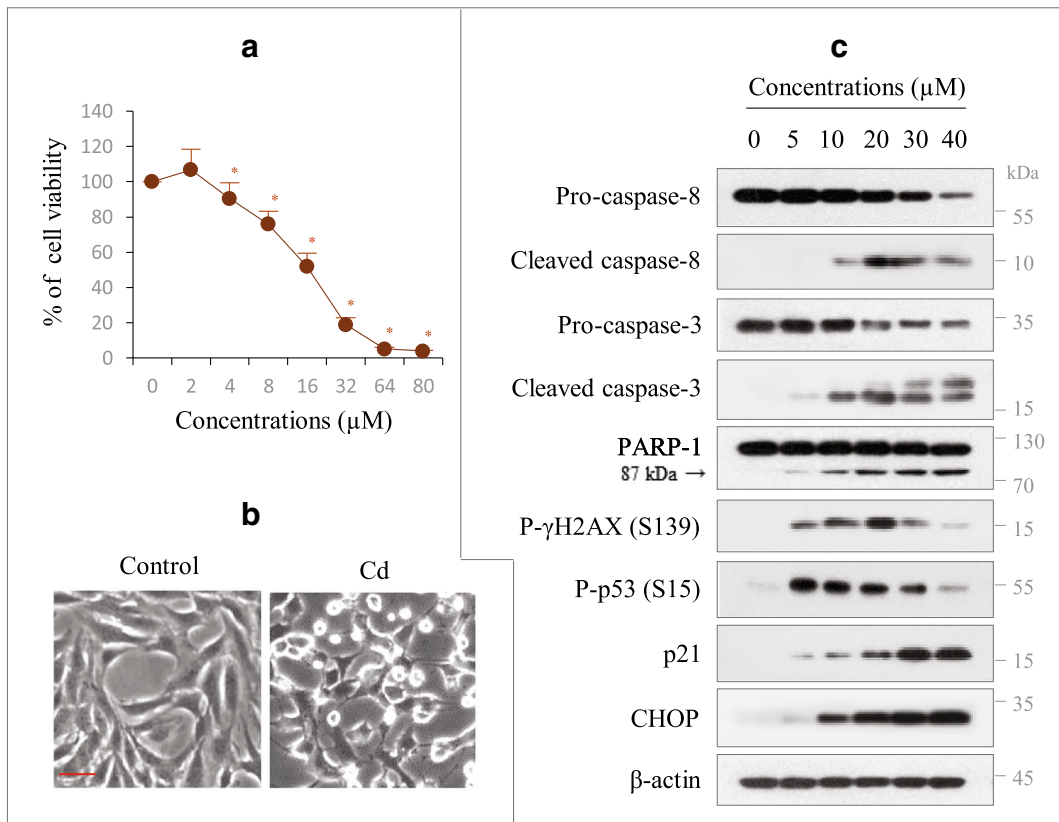 a
% of cell viability
140
120
100
80
60
40
20
0
*
*
*
*
*
*
0 2 4 8 16 32 64 80
Concentrations (µM)
b
Control Cd
c
Concentrations (µM)
0 5 10 20 30 40
kDa
Pro-caspase-8 55
Cleaved caspase-8 10
Pro-caspase-3 35
Cleaved caspase-3 15
PARP-1 130
87 kDa → 70
P-γH2AX (S139) 15
P-p53 (S15) 55
p21 15
CHOP 35
β-actin 45